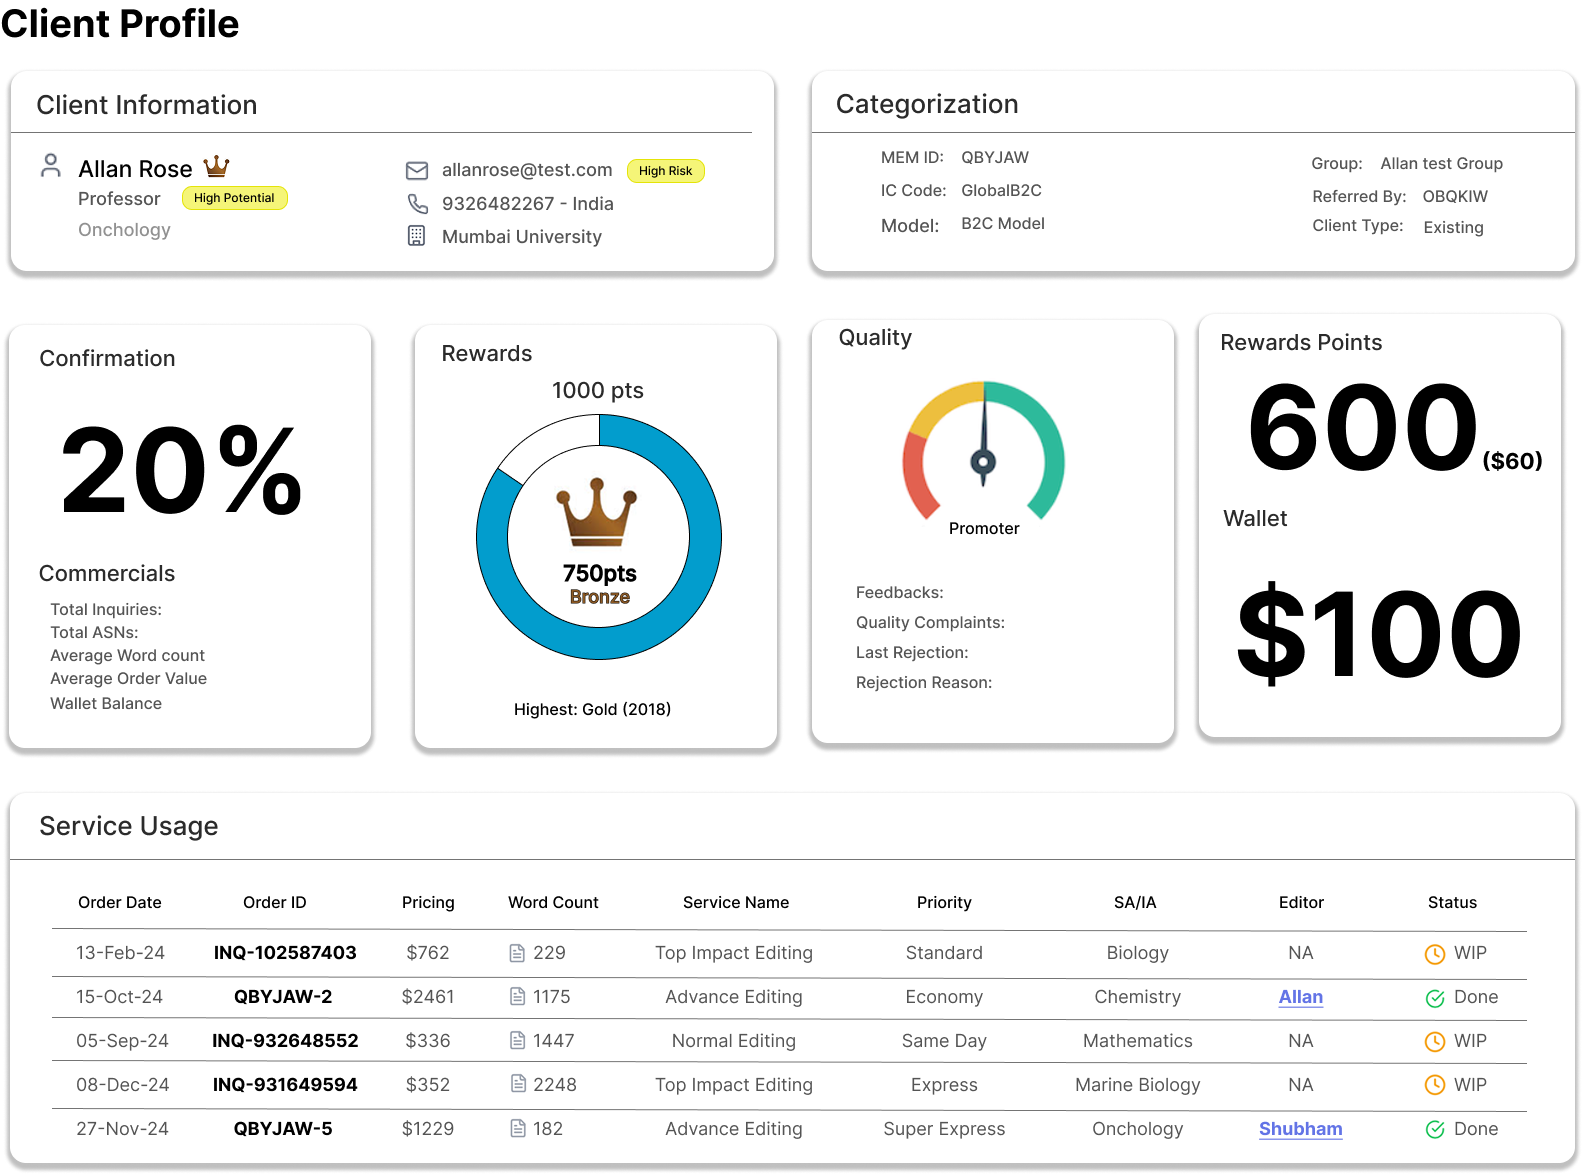 Client Profile
Client Information
Allan Rose
Professor High Potential
Onchology
allanrose@test.com High Risk
9326482267 - India
Mumbai University
Categorization
MEM ID: QBYJAW
IC Code: GlobalB2C
Model: B2C Model
Group: Allan test Group
Referred By: OBQKIW
Client Type: Existing
Confirmation
20%
Commercials
Total Inquiries:
Total ASNs:
Average Word count
Average Order Value
Wallet Balance
Rewards
1000 pts
750pts
Bronze
Highest: Gold (2018)
Quality
Promoter
Feedbacks:
Quality Complaints:
Last Rejection:
Rejection Reason:
Rewards Points
600 ($60)
Wallet
$100
Service Usage
Order Date Order ID Pricing Word Count Service Name Priority SA/IA Editor Status
13-Feb-24 INQ-102587403 $762 229 Top Impact Editing Standard Biology NA WIP
15-Oct-24 QBYJAW-2 $2461 1175 Advance Editing Economy Chemistry Allan Done
05-Sep-24 INQ-932648552 $336 1447 Normal Editing Same Day Mathematics NA WIP
08-Dec-24 INQ-931649594 $352 2248 Top Impact Editing Express Marine Biology NA WIP
27-Nov-24 QBYJAW-5 $1229 182 Advance Editing Super Express Onchology Shubham Done